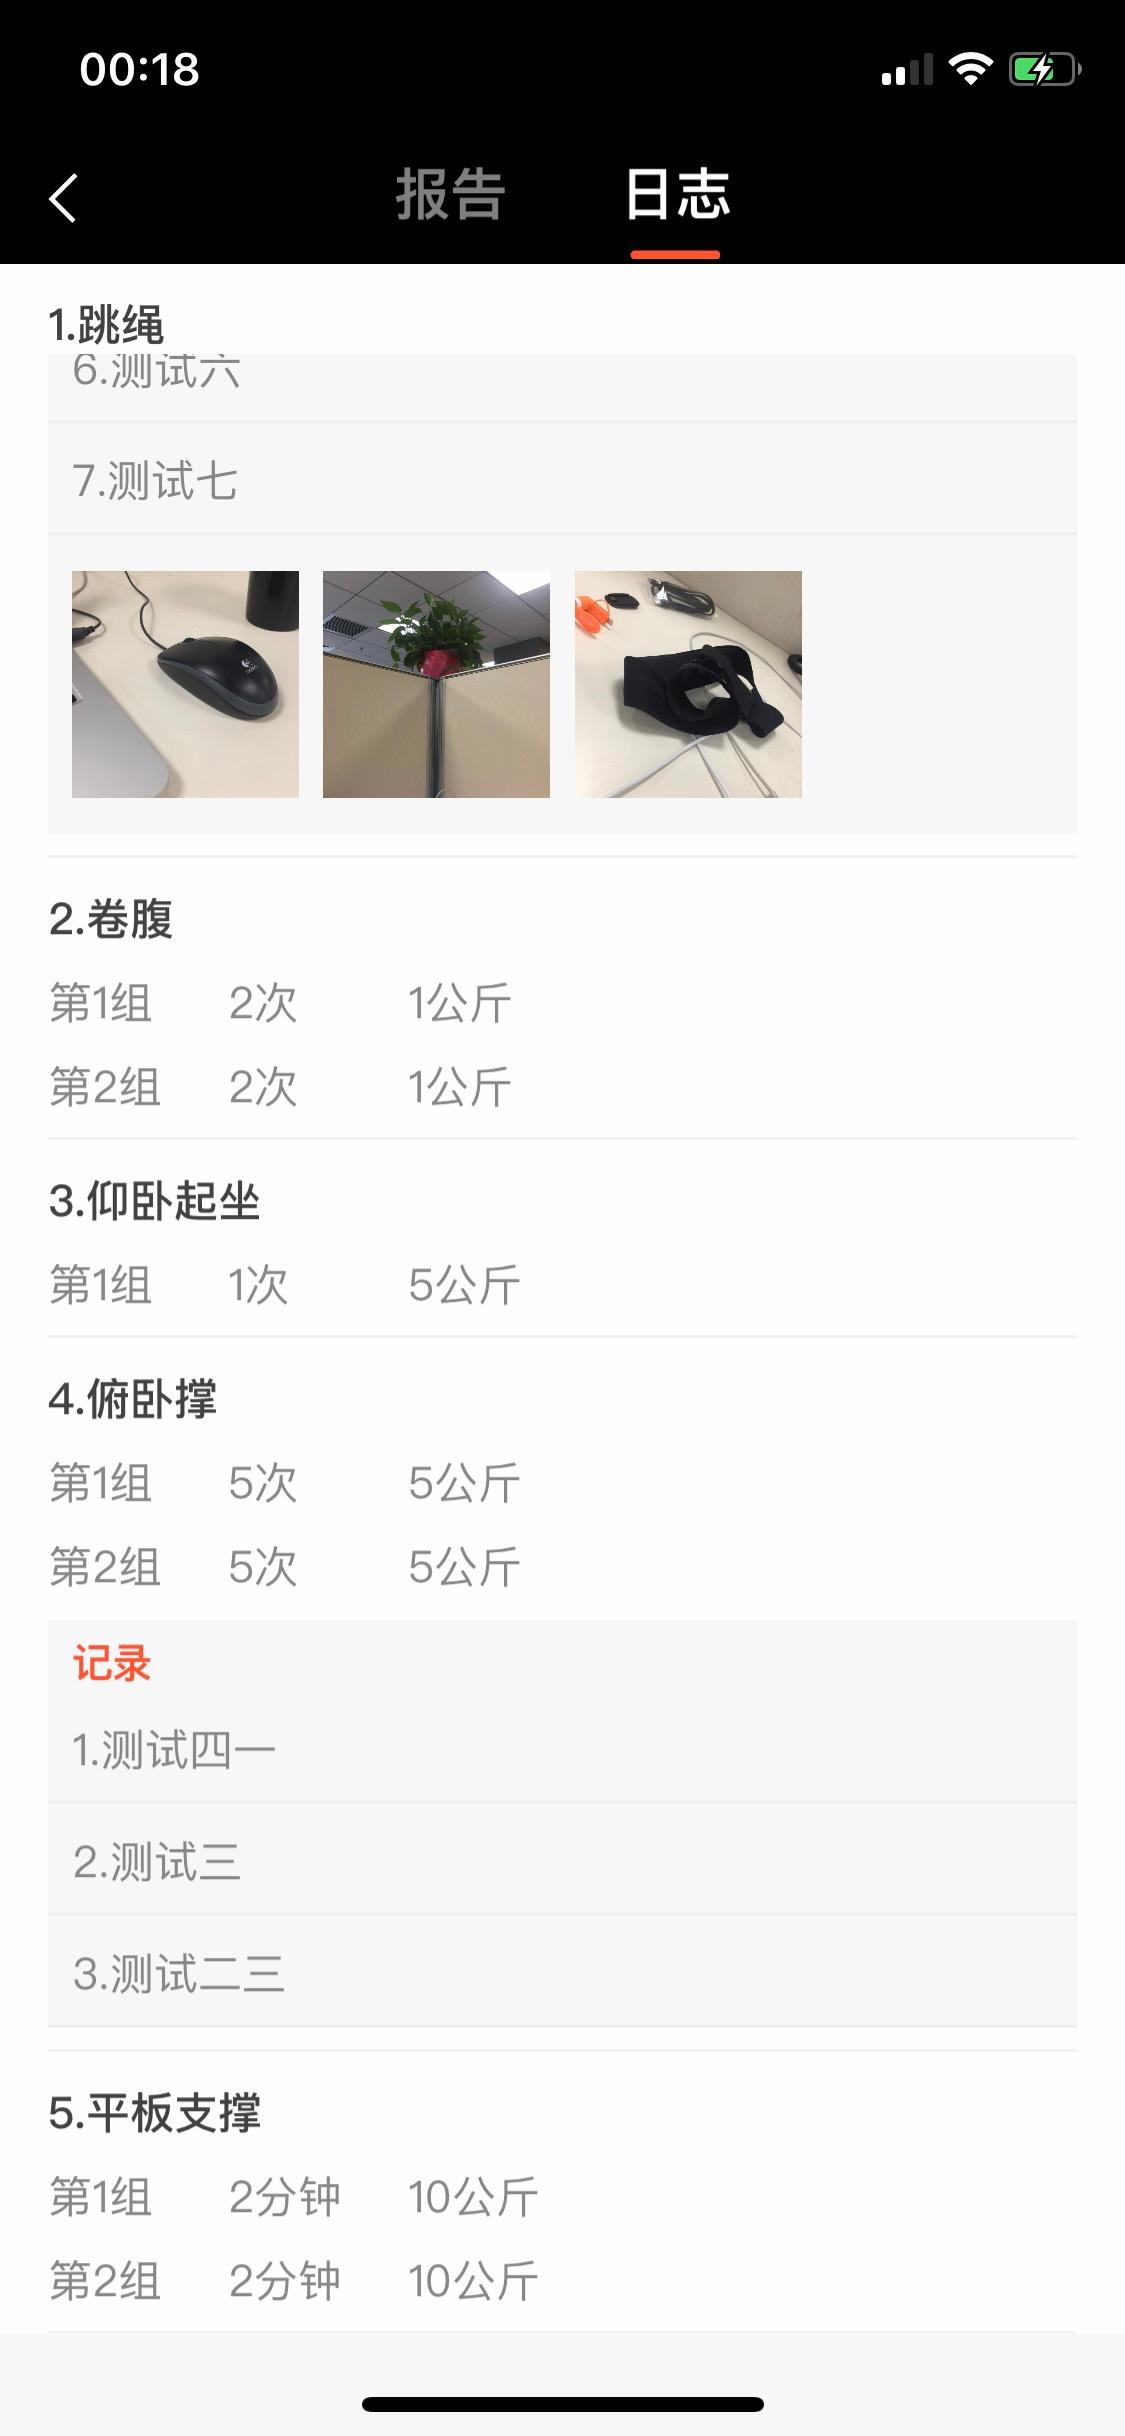 00:18
报告 日志
1.跳绳
6.测试六
7.测试七
2.卷腹
第1组 2次 1公斤
第2组 2次 1公斤
3.仰卧起坐
第1组 1次 5公斤
4.俯卧撑
第1组 5次 5公斤
第2组 5次 5公斤
记录
1.测试四一
2.测试三
3.测试二三
5.平板支撑
第1组 2分钟 10公斤
第2组 2分钟 10公斤